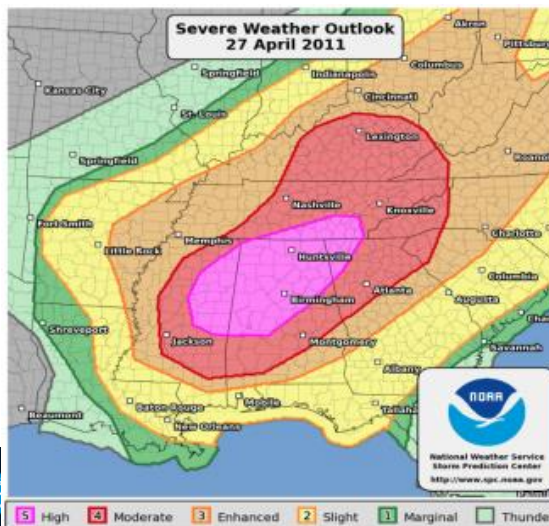 Severe Weather Outlook
27 April 2011
Akron
Pittsburg
Columbus
Springfield
Indianapolis
Kansas City
Cincinnati
St. Louis
Lexington
Springfield
Roano
Nashville
Knoxville
Fort Smith
Memphis
Charlotte
Little Rock
Huntsville
Columbia
Atlanta
Birmingham
Augusta
Cha
Shreveport
Jackson
Montgomery
Savannah
Albany
Beaumont
Baton Rouge
Mobile
Tallaha
New Orleans
NOAA
National Weather Service
Storm Prediction Center
http://www.spc.noaa.gov
5 High 4 Moderate 3 Enhanced 2 Slight 1 Marginal Thunde